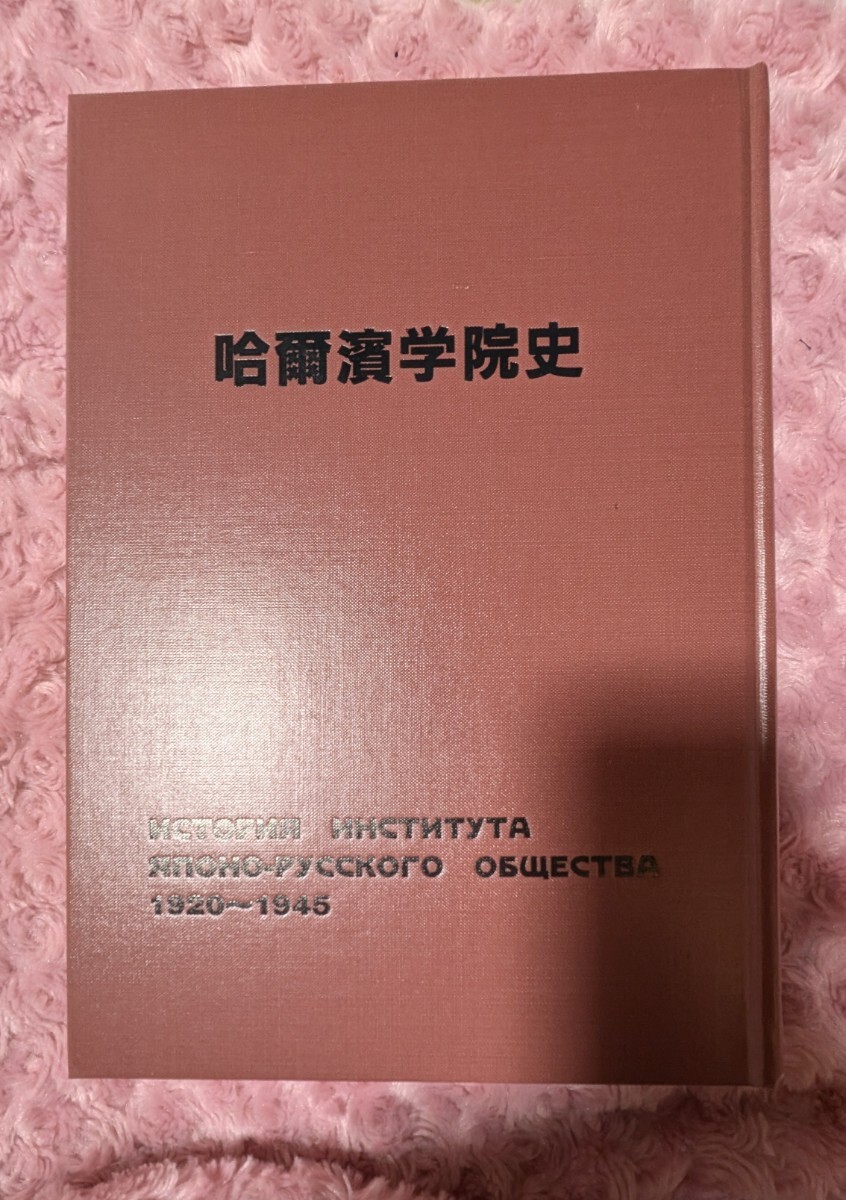 哈爾濱学院史
ИСТОРИЯ ИНСТИТУТА
ЯПОНО-РУССКОГО ОБЩЕСТВА
1920～1945